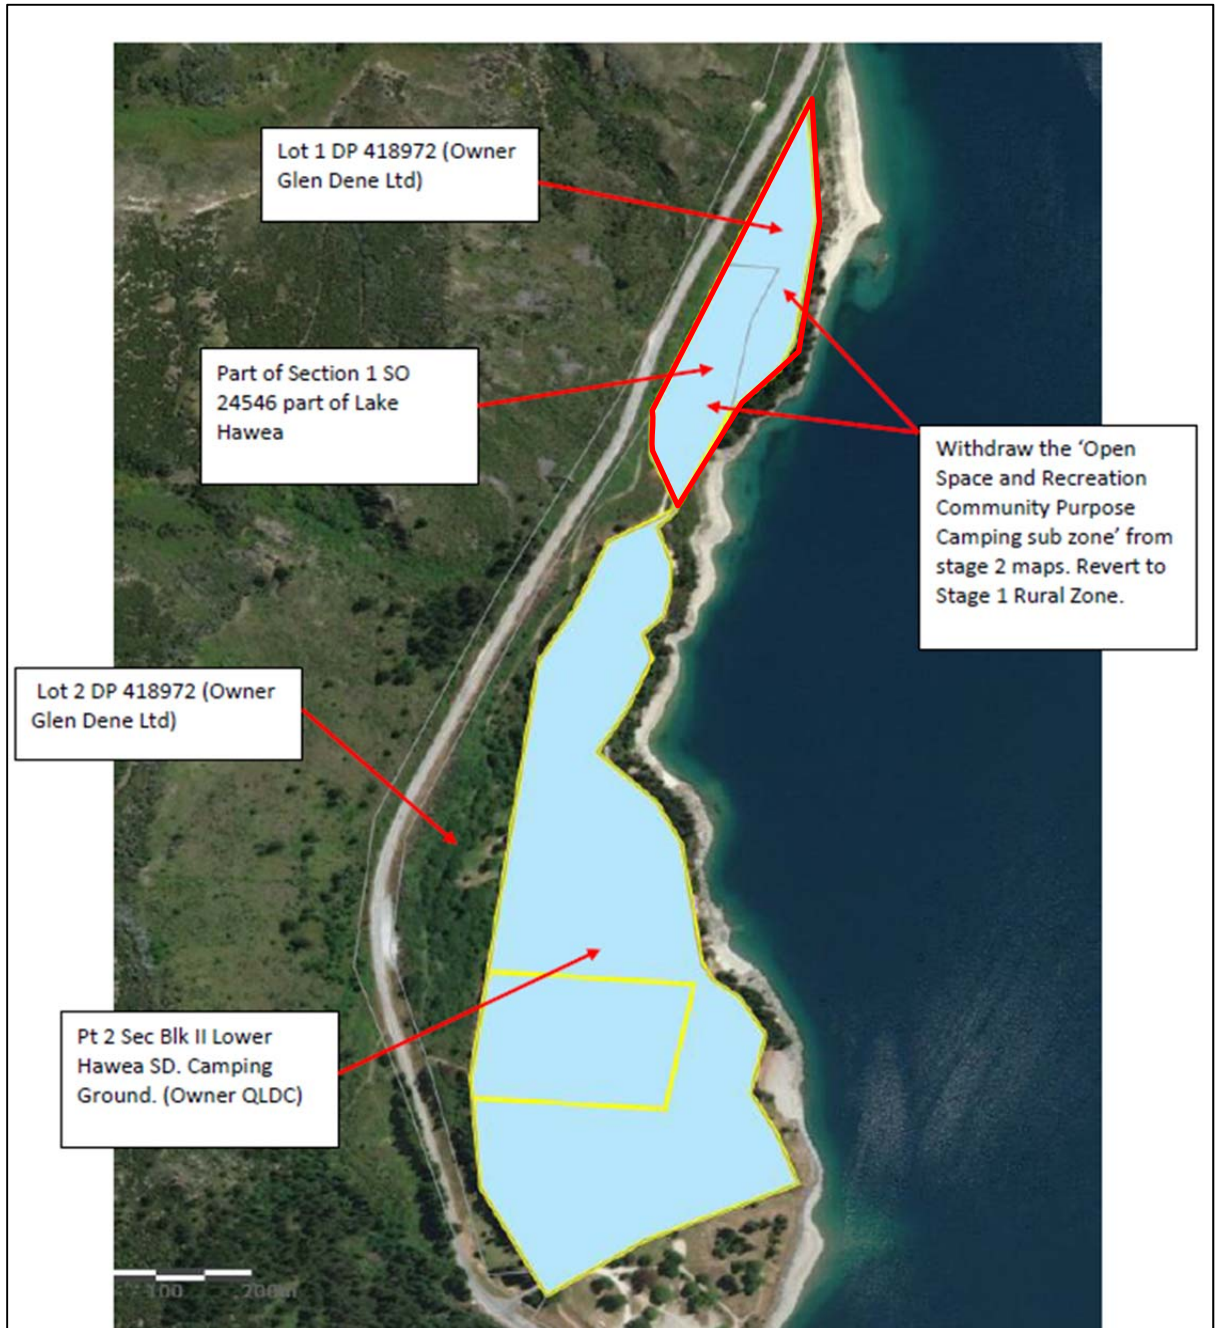 Lot 1 DP 418972 (Owner
Glen Dene Ltd)
Part of Section 1 SO
24546 part of Lake
Hawea
Withdraw the ‘Open
Space and Recreation
Community Purpose
Camping sub zone’ from
stage 2 maps. Revert to
Stage 1 Rural Zone.
Lot 2 DP 418972 (Owner
Glen Dene Ltd)
Pt 2 Sec Blk II Lower
Hawea SD. Camping
Ground. (Owner QLDC)
100 200m